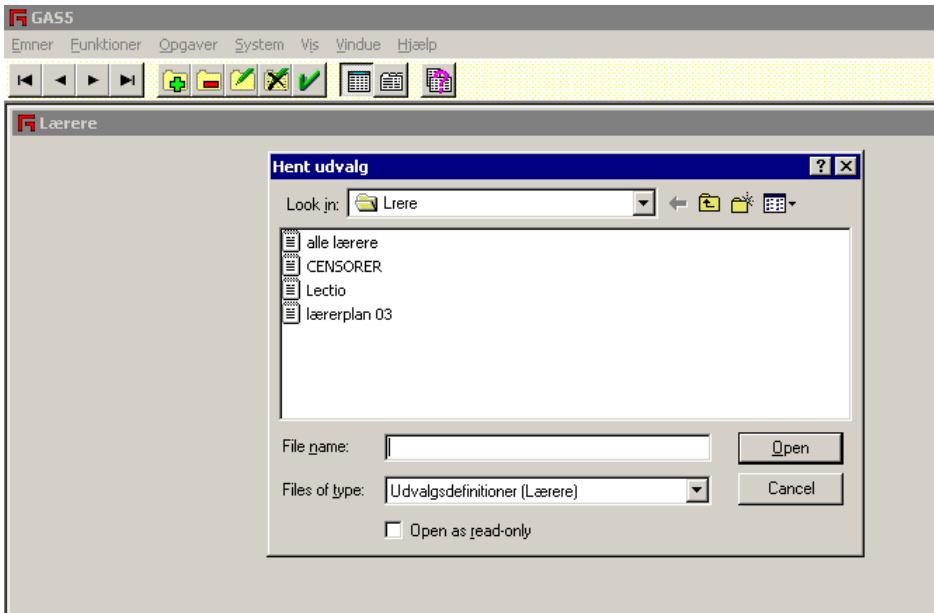 GAS5
Emner Funktioner Opgaver System Vis Vindue Hjælp
Lærere
Hent udvalg
Look in: Lrere
alle lærere
CENSORER
Lectio
lærerplan 03
File name: Open
Files of type: Udvalgsdefinitioner (Lærere) Cancel
Open as read-only